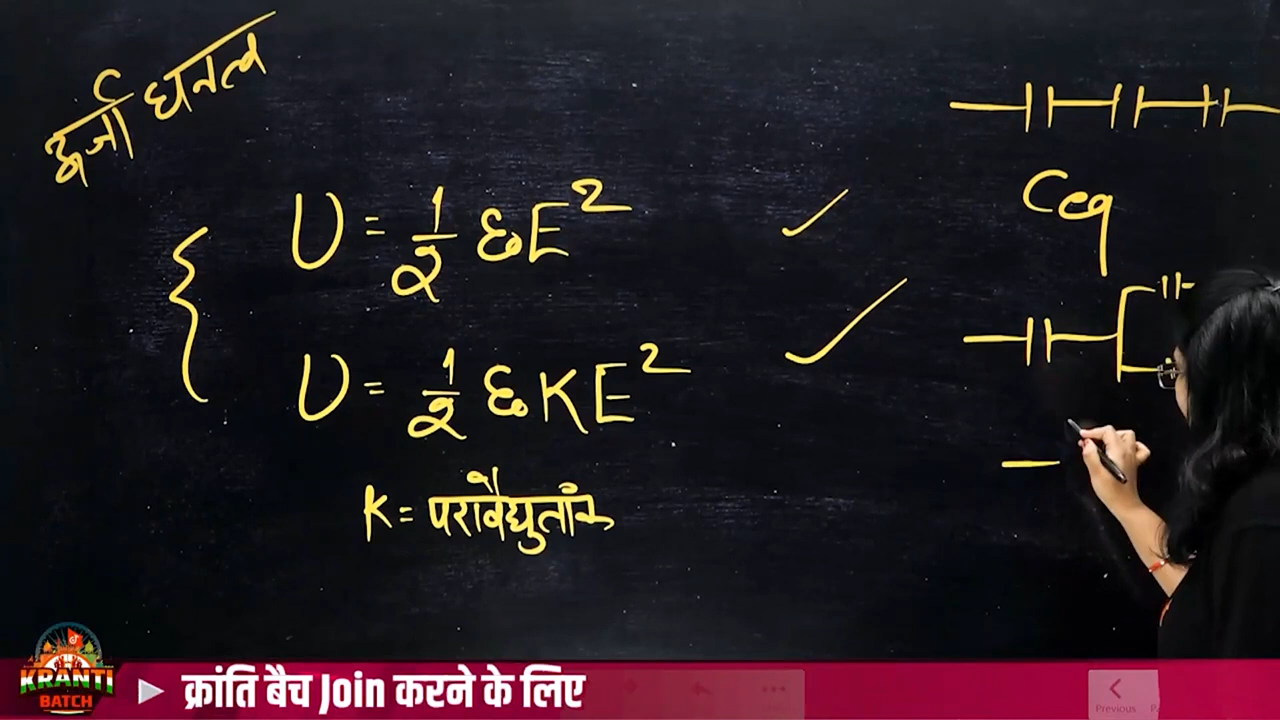 ऊर्जा घनत्व
U = 1/2 ε₀E²
Ceq
U = 1/2 ε₀KE²
K = परावैद्युतांक
KRANTI
BATCH
क्रांति बैच Join करने के लिए
Previous